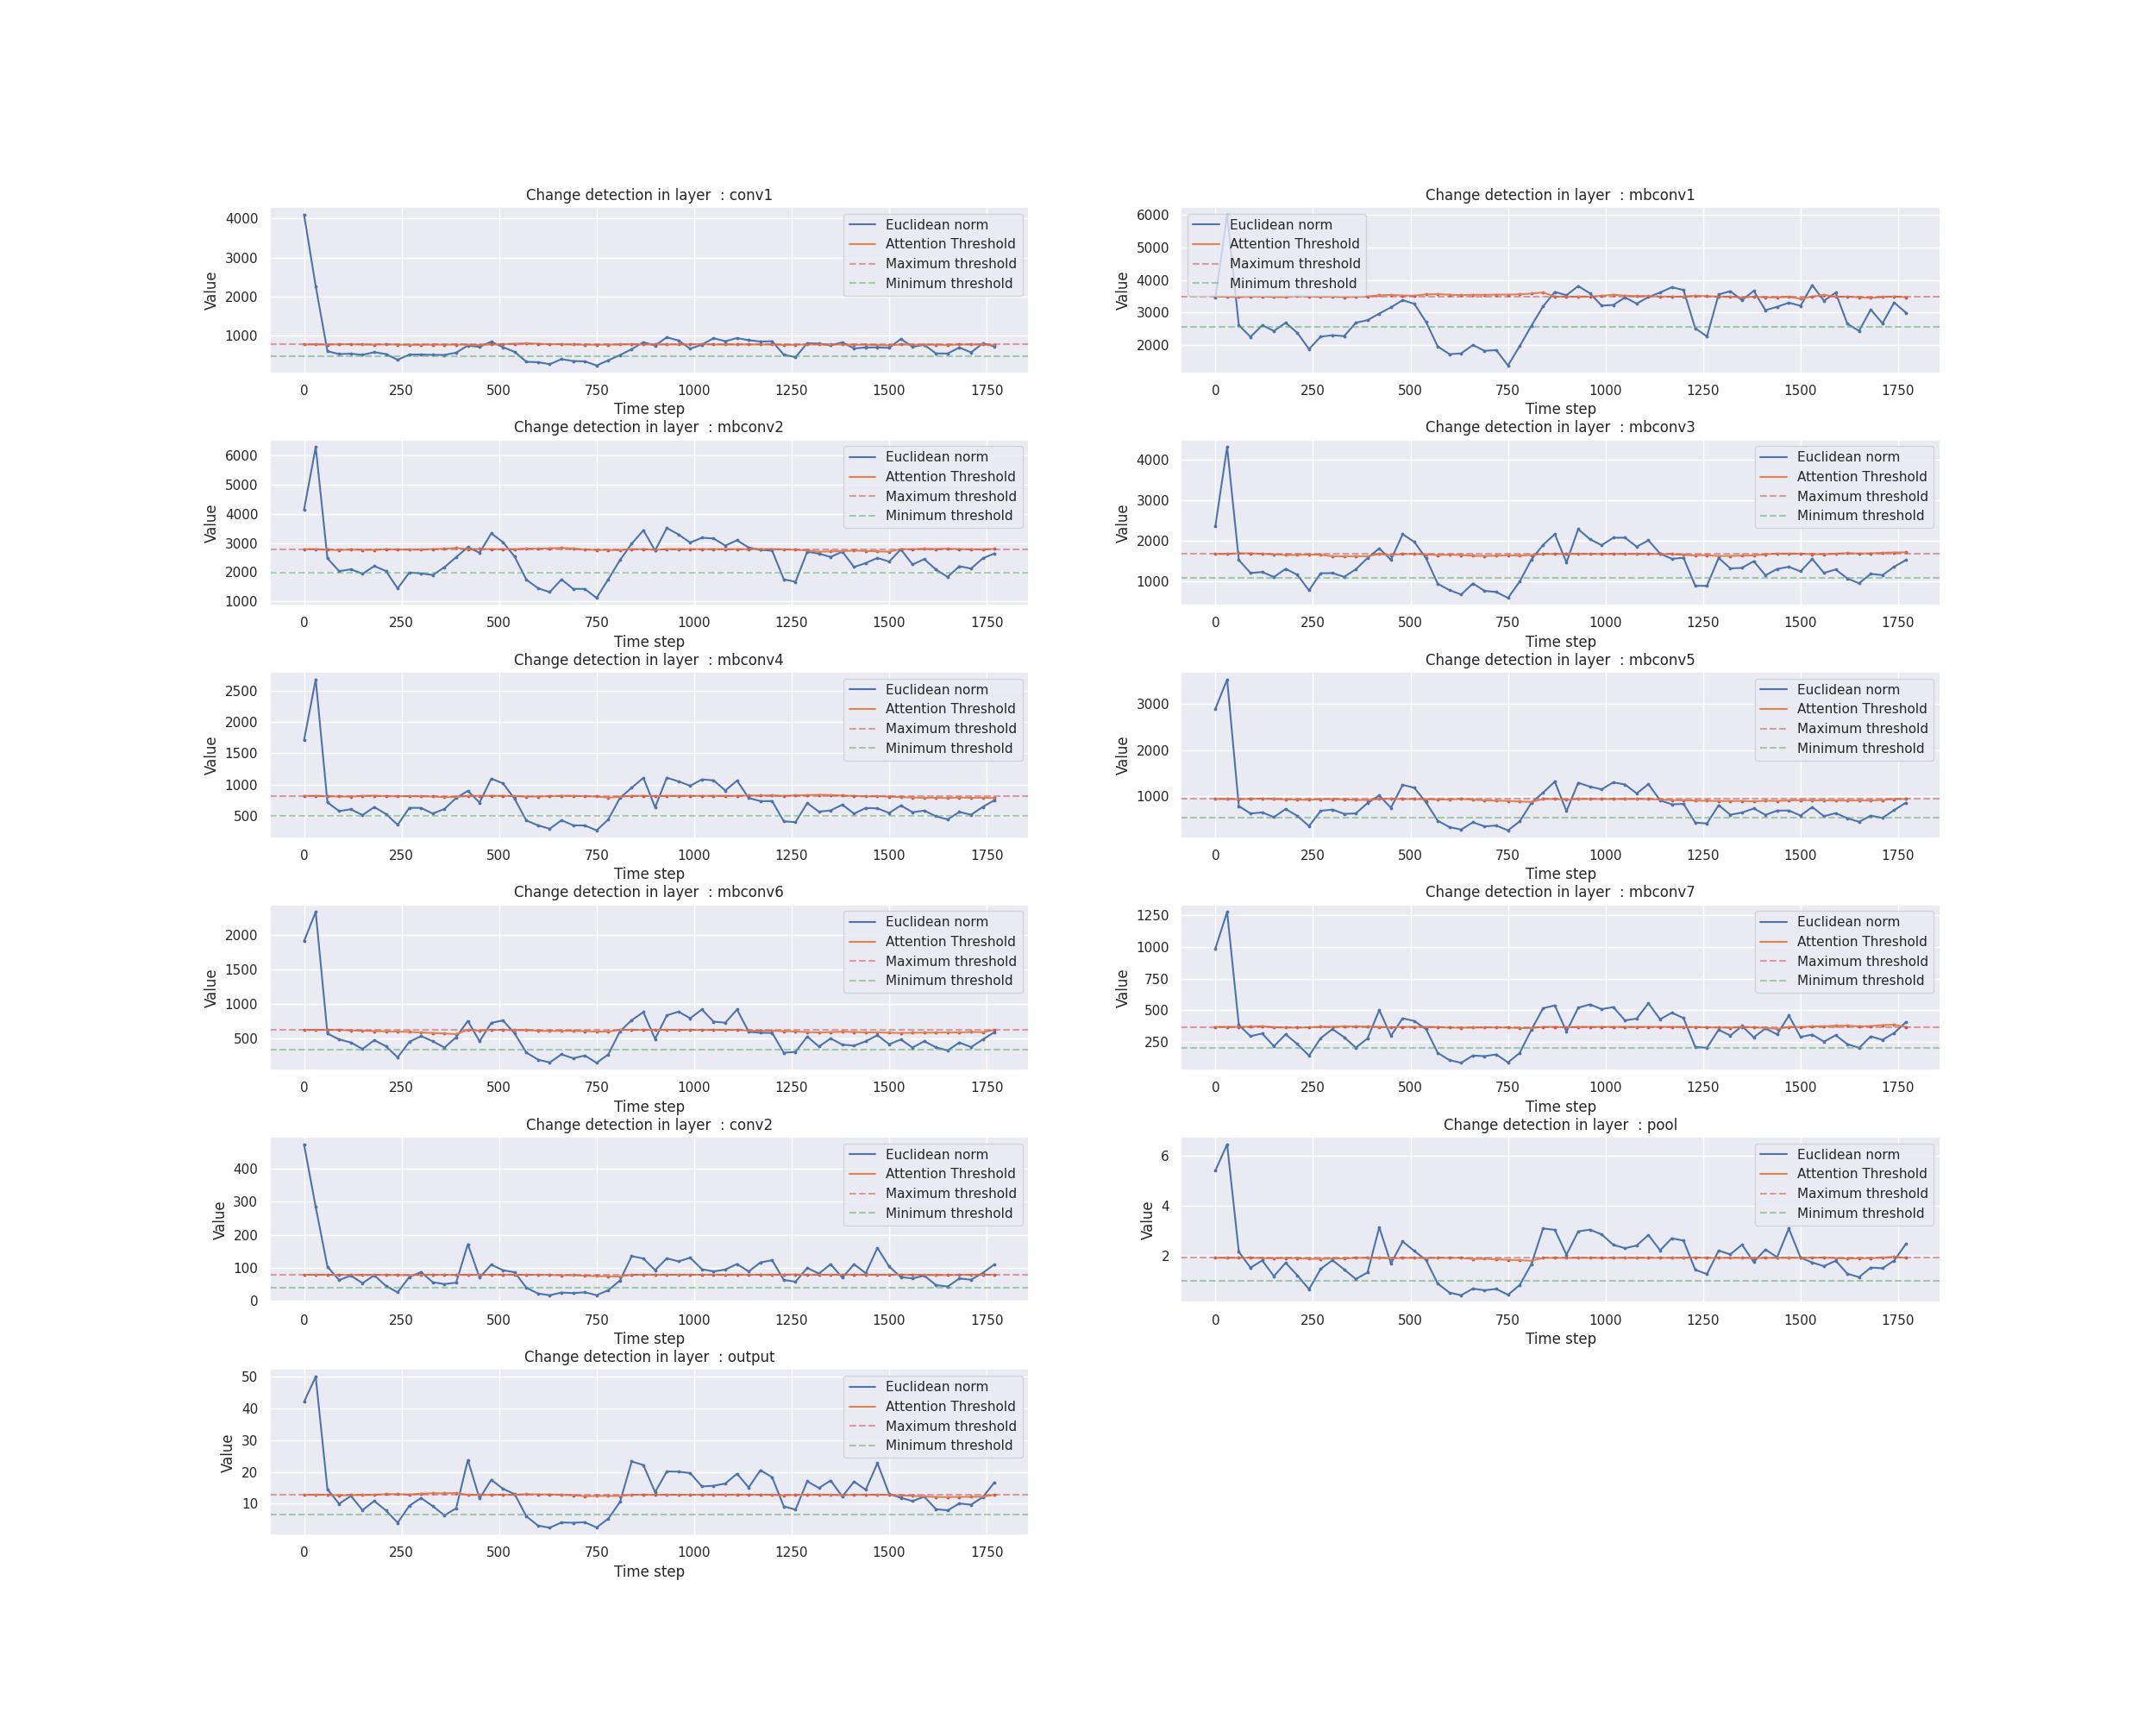 Change detection in layer  : conv1
4000
3000
2000
1000
Value
Euclidean norm
Attention Threshold
Maximum threshold
Minimum threshold
0 250 500 750 1000 1250 1500 1750
Time step
Change detection in layer  : mbconv1
6000
5000
4000
3000
2000
Value
Euclidean norm
Attention Threshold
Maximum threshold
Minimum threshold
0 250 500 750 1000 1250 1500 1750
Time step
Change detection in layer  : mbconv2
6000
5000
4000
3000
2000
1000
Value
Euclidean norm
Attention Threshold
Maximum threshold
Minimum threshold
0 250 500 750 1000 1250 1500 1750
Time step
Change detection in layer  : mbconv3
4000
3000
2000
1000
Value
Euclidean norm
Attention Threshold
Maximum threshold
Minimum threshold
0 250 500 750 1000 1250 1500 1750
Time step
Change detection in layer  : mbconv4
2500
2000
1500
1000
500
Value
Euclidean norm
Attention Threshold
Maximum threshold
Minimum threshold
0 250 500 750 1000 1250 1500 1750
Time step
Change detection in layer  : mbconv5
3000
2000
1000
Value
Euclidean norm
Attention Threshold
Maximum threshold
Minimum threshold
0 250 500 750 1000 1250 1500 1750
Time step
Change detection in layer  : mbconv6
2000
1500
1000
500
Value
Euclidean norm
Attention Threshold
Maximum threshold
Minimum threshold
0 250 500 750 1000 1250 1500 1750
Time step
Change detection in layer  : mbconv7
1250
1000
750
500
250
Value
Euclidean norm
Attention Threshold
Maximum threshold
Minimum threshold
0 250 500 750 1000 1250 1500 1750
Time step
Change detection in layer  : conv2
400
300
200
100
0
Value
Euclidean norm
Attention Threshold
Maximum threshold
Minimum threshold
0 250 500 750 1000 1250 1500 1750
Time step
Change detection in layer  : pool
6
4
2
Value
Euclidean norm
Attention Threshold
Maximum threshold
Minimum threshold
0 250 500 750 1000 1250 1500 1750
Time step
Change detection in layer  : output
50
40
30
20
10
Value
Euclidean norm
Attention Threshold
Maximum threshold
Minimum threshold
0 250 500 750 1000 1250 1500 1750
Time step